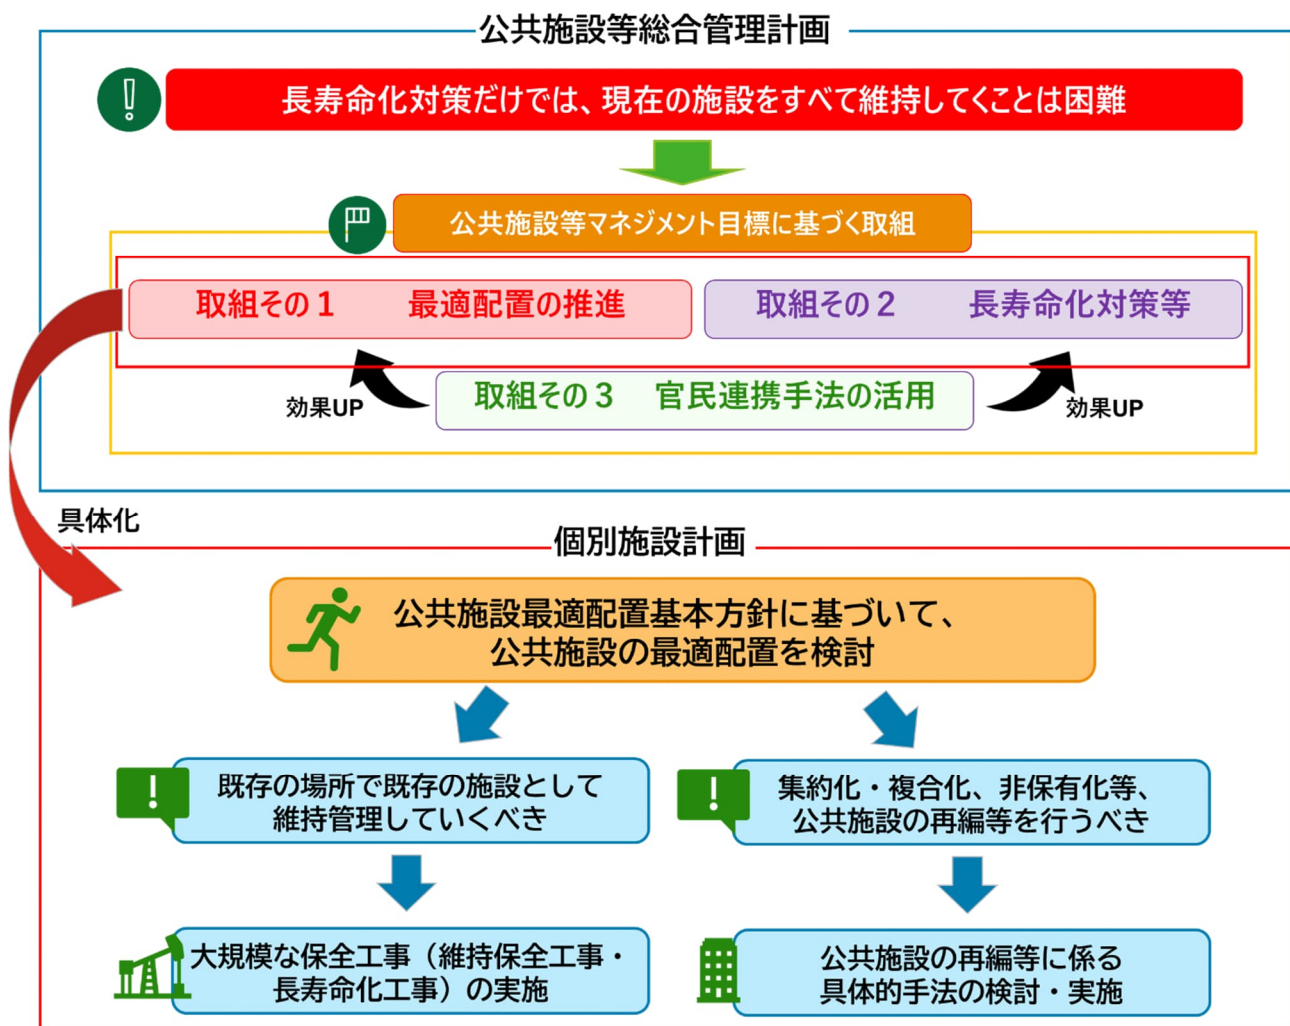 公共施設等総合管理計画
長寿命化対策だけでは、現在の施設をすべて維持してくことは困難
公共施設等マネジメント目標に基づく取組
取組その１　最適配置の推進
取組その２　長寿命化対策等
取組その３　官民連携手法の活用
効果UP
効果UP
具体化
個別施設計画
公共施設最適配置基本方針に基づいて、
公共施設の最適配置を検討
既存の場所で既存の施設として
維持管理していくべき
集約化・複合化、非保有化等、
公共施設の再編等を行うべき
大規模な保全工事（維持保全工事・
長寿命化工事）の実施
公共施設の再編等に係る
具体的手法の検討・実施